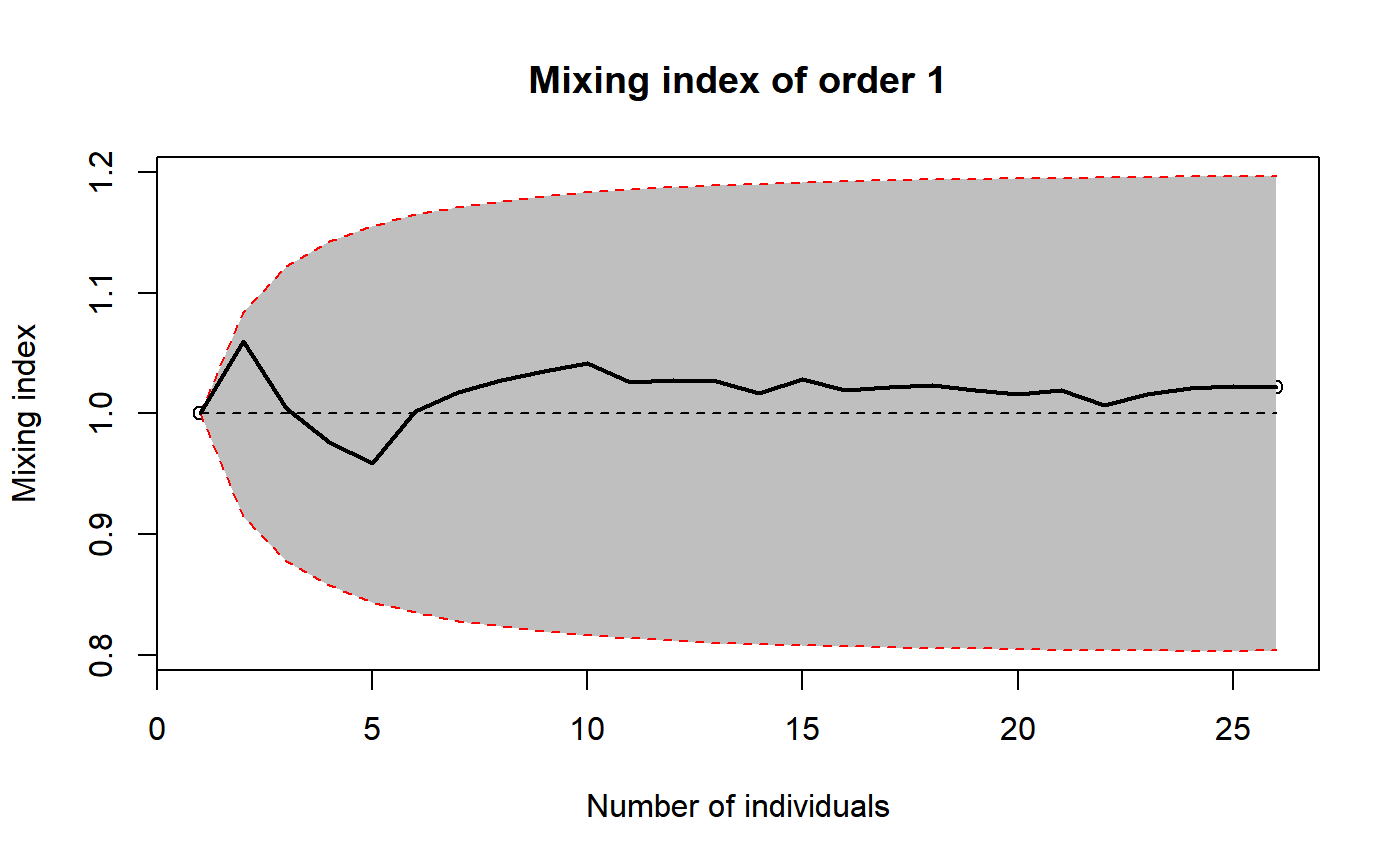 Mixing index of order 1
Mixing index
1.2
1.1
1.0
0.9
0.8
0 5 10 15 20 25
Number of individuals